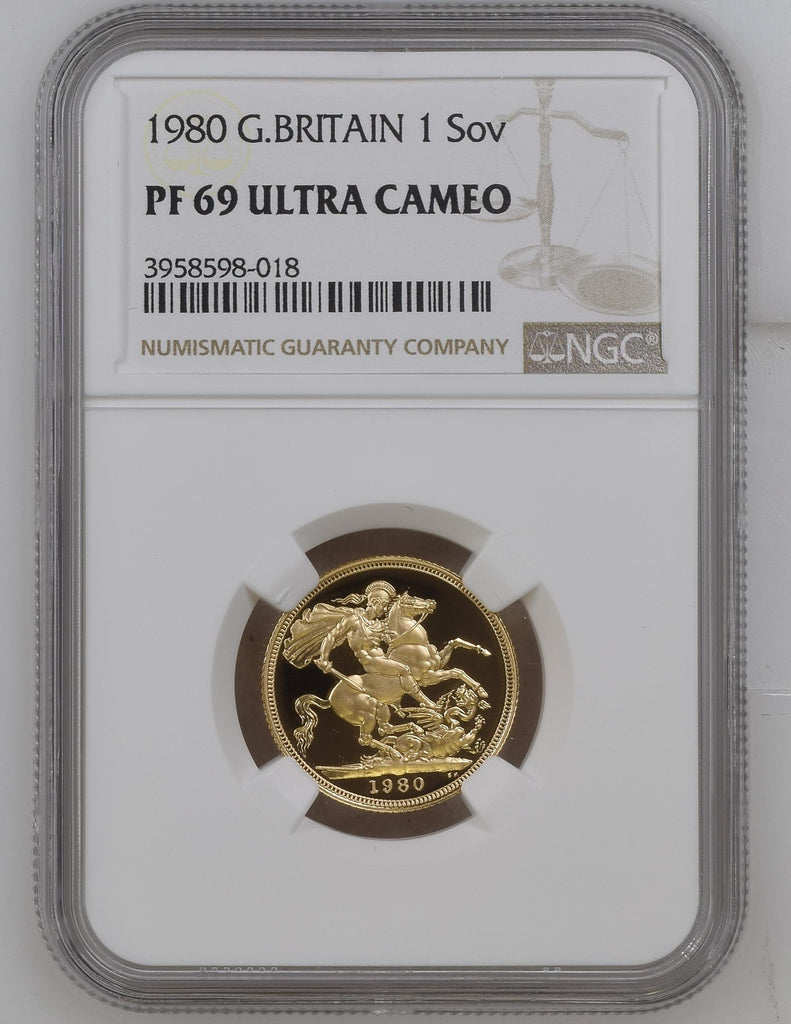 1980 G.BRITAIN 1 Sov
PF 69 ULTRA CAMEO
3958598-018
NUMISMATIC GUARANTY COMPANY
NGC®
1980